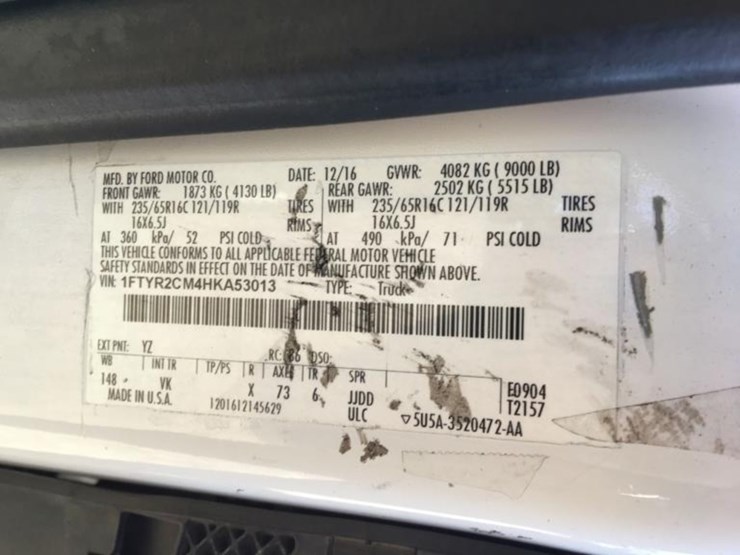 MFD. BY FORD MOTOR CO. DATE: 12/16 GVWR: 4082 KG ( 9000 LB)
FRONT GAWR: 1873 KG ( 4130 LB) REAR GAWR: 2502 KG ( 5515 LB)
WITH 235/65R16C 121/119R TIRES WITH 235/65R16C 121/119R TIRES
16X6.5J RIMS 16X6.5J RIMS
AT 360 kPa/ 52 PSI COLD AT 490 kPa/ 71 PSI COLD
THIS VEHICLE CONFORMS TO ALL APPLICABLE FEDERAL MOTOR VEHICLE
SAFETY STANDARDS IN EFFECT ON THE DATE OF MANUFACTURE SHOWN ABOVE.
VIN: 1FTYR2CM4HKA53013 TYPE: Truck
EXT PNT: YZ RC: 86 DSO:
WB INT TR TP/PS R AXLE TR SPR
148 VK X 73 6 JJDD E0904
MADE IN U.S.A. 1201612145629 ULC T2157
▽5U5A-3520472-AA